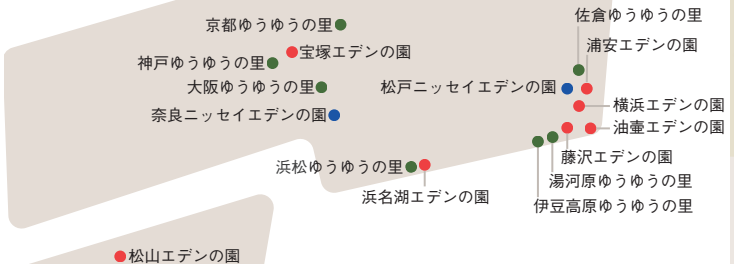 京都ゆうゆうの里
宝塚エデンの園
神戸ゆうゆうの里
大阪ゆうゆうの里
奈良ニッセイエデンの園
佐倉ゆうゆうの里
浦安エデンの園
松戸ニッセイエデンの園
横浜エデンの園
油壷エデンの園
藤沢エデンの園
湯河原ゆうゆうの里
伊豆高原ゆうゆうの里
浜松ゆうゆうの里
浜名湖エデンの園
松山エデンの園